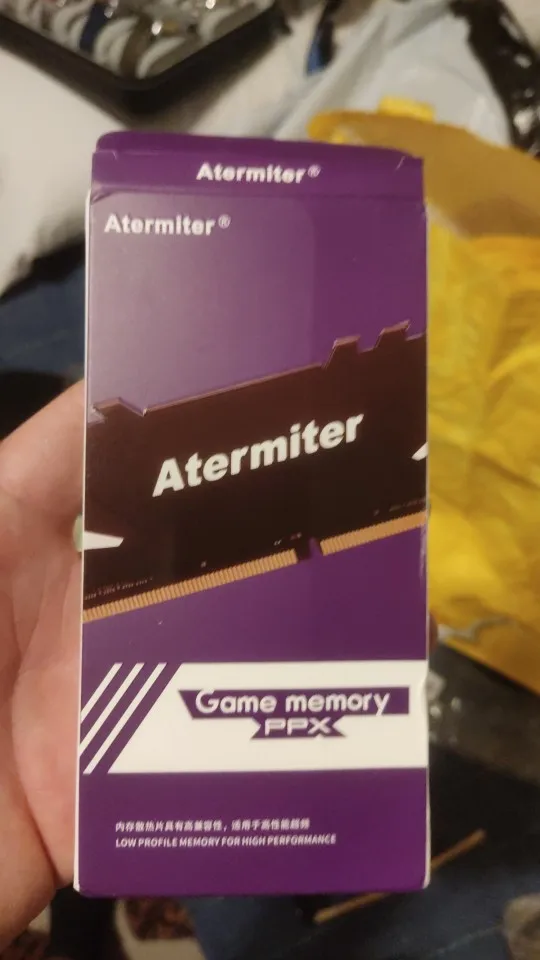 Atermiter®
Atermiter®
Atermiter
Game memory
PPX
内存散热片具有高兼容性，适用于高性能超频
LOW PROFILE MEMORY FOR HIGH PERFORMANCE